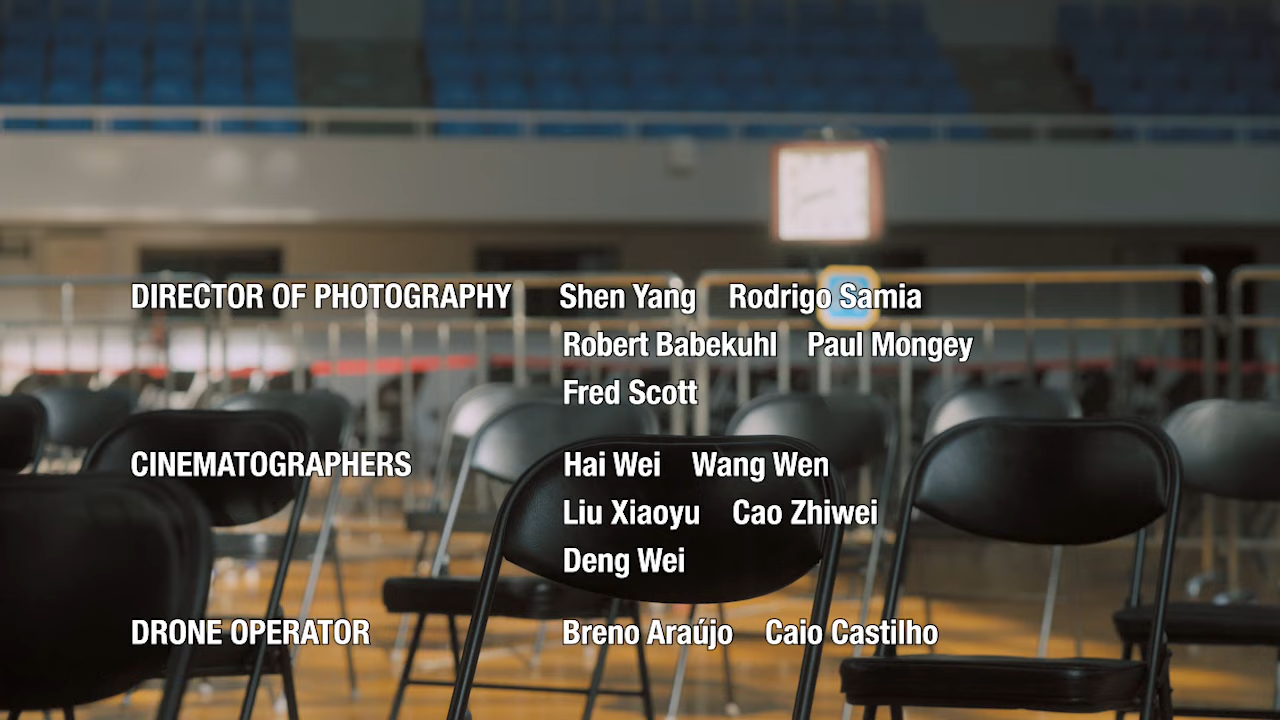 DIRECTOR OF PHOTOGRAPHY Shen Yang Rodrigo Samia
Robert Babekuhl Paul Mongey
Fred Scott
CINEMATOGRAPHERS Hai Wei Wang Wen
Liu Xiaoyu Cao Zhiwei
Deng Wei
DRONE OPERATOR Breno Araújo Caio Castilho